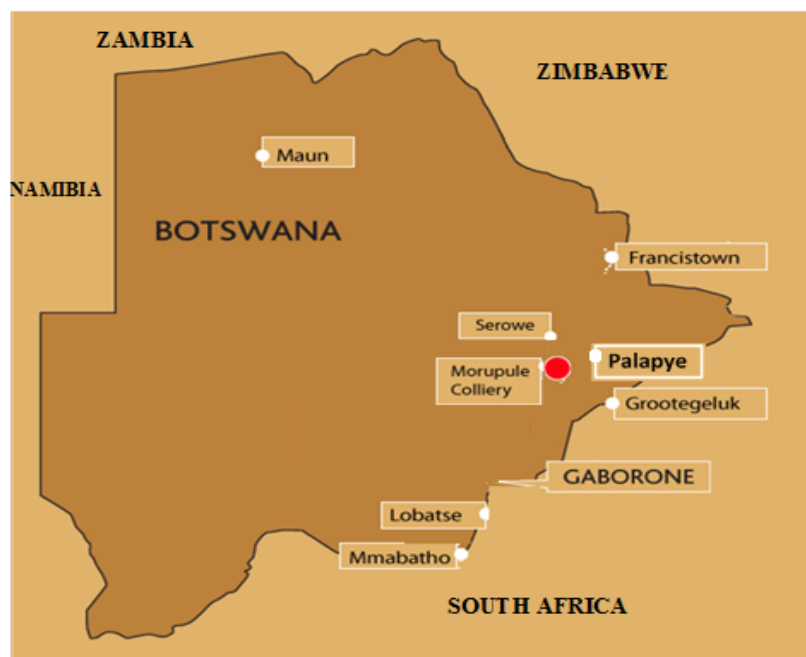 ZAMBIA
ZIMBABWE
Maun
NAMIBIA
BOTSWANA
Francistown
Serowe
Palapye
Morupule
Colliery
Grootegeluk
GABORONE
Lobatse
Mmabatho
SOUTH AFRICA